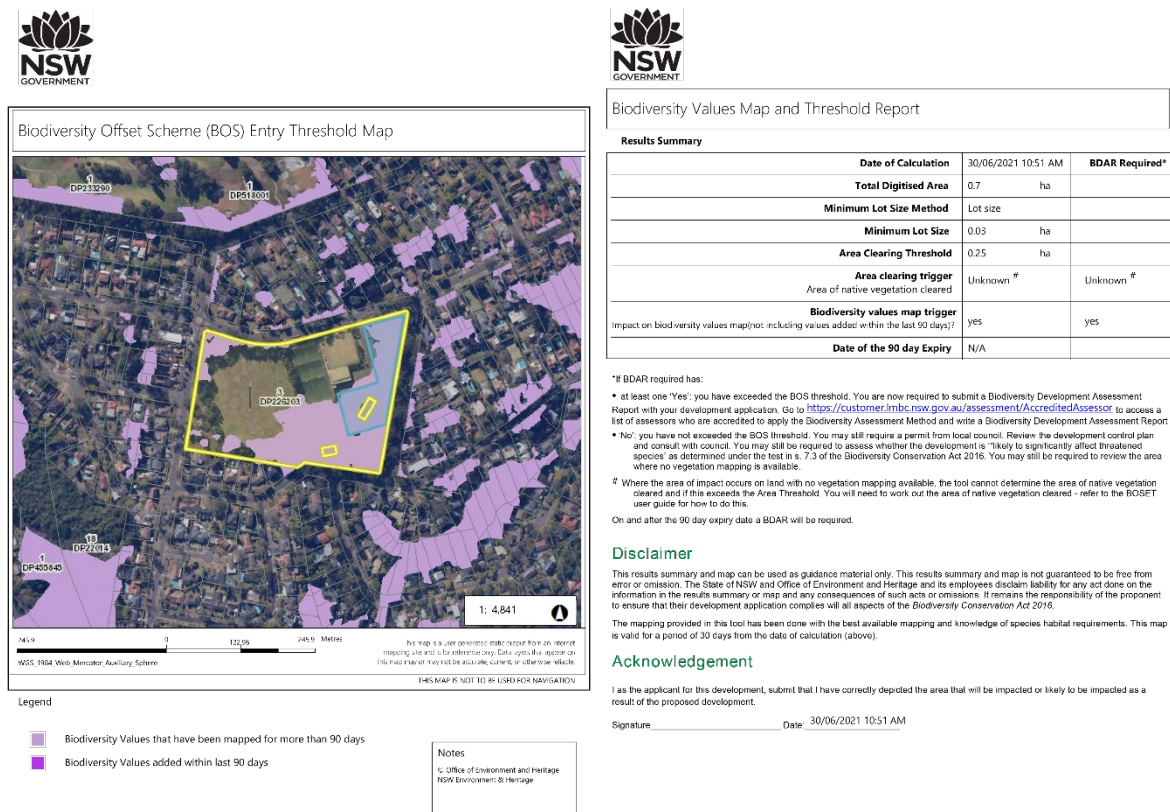 NSW
GOVERNMENT
Biodiversity Offset Scheme (BOS) Entry Threshold Map
1
DP233290
1
DP518001
3
DP226203
18
DP22014
1
DP455845
1: 4,841
245.9
0
122.96
245.9 Metres
WGS_1984_Web_Mercator_Auxiliary_Sphere
This map is a user generated static output from an Internet
mapping site and is for reference only. Data layers that appear on
this map may or may not be accurate, current, or otherwise reliable.
THIS MAP IS NOT TO BE USED FOR NAVIGATION
Legend
Biodiversity Values that have been mapped for more than 90 days
Biodiversity Values added within last 90 days
Notes
© Office of Environment and Heritage
NSW Environment & Heritage
NSW
GOVERNMENT
Biodiversity Values Map and Threshold Report
Results Summary
Date of Calculation 30/06/2021 10:51 AM BDAR Required*
Total Digitised Area 0.7 ha
Minimum Lot Size Method Lot size
Minimum Lot Size 0.03 ha
Area Clearing Threshold 0.25 ha
Area clearing trigger
Area of native vegetation cleared Unknown # Unknown #
Biodiversity values map trigger
Impact on biodiversity values map(not including values added within the last 90 days)? yes yes
Date of the 90 day Expiry N/A
*If BDAR required has:
• at least one 'Yes': you have exceeded the BOS threshold. You are now required to submit a Biodiversity Development Assessment
Report with your development application. Go to https://customer.lmbc.nsw.gov.au/assessment/AccreditedAssessor to access a
list of assessors who are accredited to apply the Biodiversity Assessment Method and write a Biodiversity Development Assessment Report
• 'No': you have not exceeded the BOS threshold. You may still require a permit from local council. Review the development control plan
and consult with council. You may still be required to assess whether the development is "likely to significantly affect threatened
species' as determined under the test in s. 7.3 of the Biodiversity Conservation Act 2016. You may still be required to review the area
where no vegetation mapping is available.
# Where the area of impact occurs on land with no vegetation mapping available, the tool cannot determine the area of native vegetation
cleared and if this exceeds the Area Threshold. You will need to work out the area of native vegetation cleared - refer to the BOSET
user guide for how to do this.
On and after the 90 day expiry date a BDAR will be required.
Disclaimer
This results summary and map can be used as guidance material only. This results summary and map is not guaranteed to be free from
error or omission. The State of NSW and Office of Environment and Heritage and its employees disclaim liability for any act done on the
information in the results summary or map and any consequences of such acts or omissions. It remains the responsibility of the proponent
to ensure that their development application complies will all aspects of the Biodiversity Conservation Act 2016.
The mapping provided in this tool has been done with the best available mapping and knowledge of species habitat requirements. This map
is valid for a period of 30 days from the date of calculation (above).
Acknowledgement
I as the applicant for this development, submit that I have correctly depicted the area that will be impacted or likely to be impacted as a
result of the proposed development.
Signature Date: 30/06/2021 10:51 AM